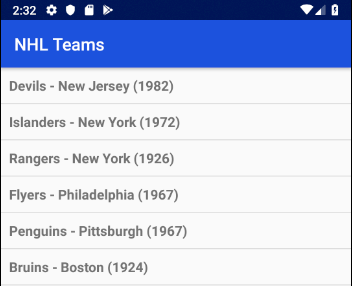 2:32
NHL Teams
Devils - New Jersey (1982)
Islanders - New York (1972)
Rangers - New York (1926)
Flyers - Philadelphia (1967)
Penguins - Pittsburgh (1967)
Bruins - Boston (1924)